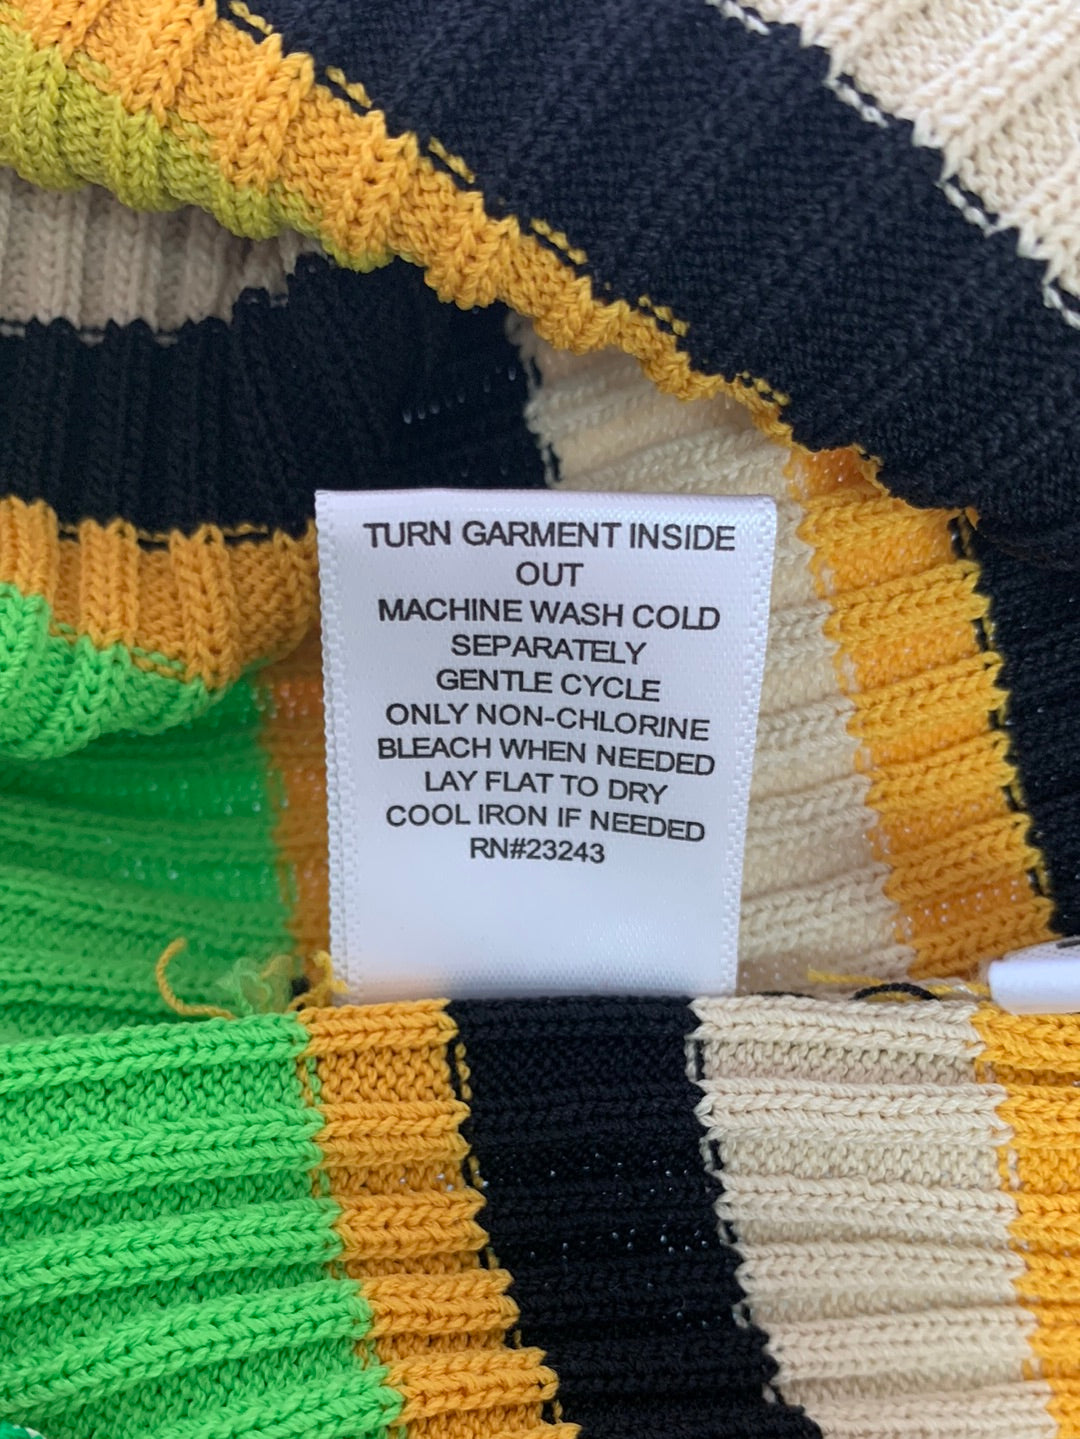 TURN GARMENT INSIDE
OUT
MACHINE WASH COLD
SEPARATELY
GENTLE CYCLE
ONLY NON-CHLORINE
BLEACH WHEN NEEDED
LAY FLAT TO DRY
COOL IRON IF NEEDED
RN#23243